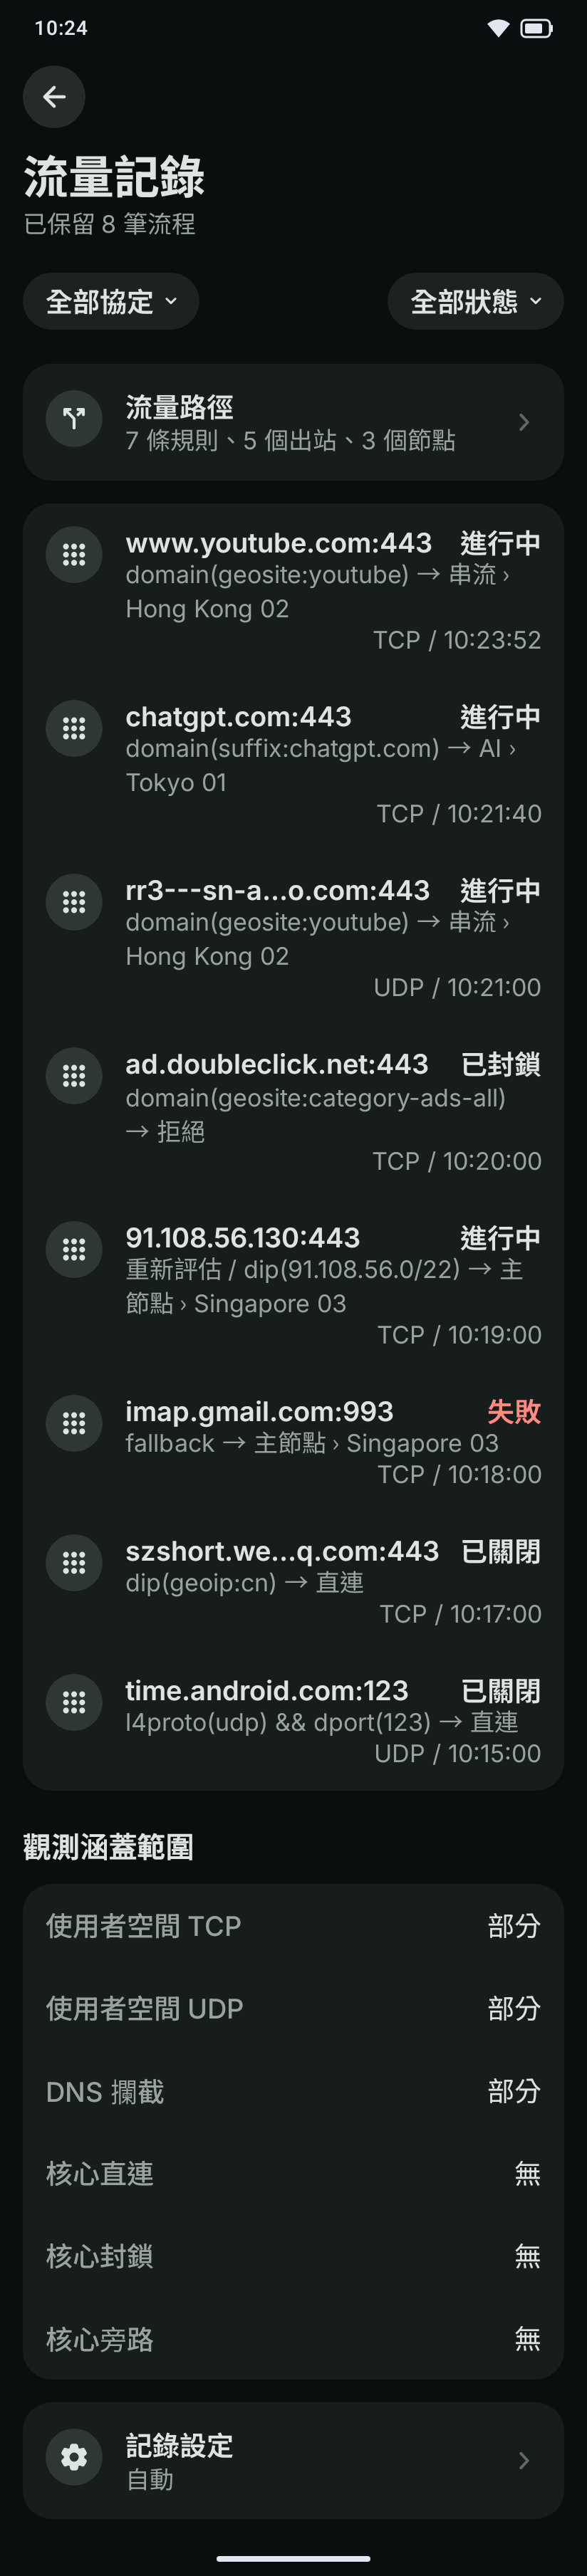 10:24
流量記錄
已保留 8 筆流程
全部協定
全部狀態
流量路徑
7 條規則、5 個出站、3 個節點
www.youtube.com:443 進行中
domain(geosite:youtube) → 串流 ›
Hong Kong 02
TCP / 10:23:52
chatgpt.com:443 進行中
domain(suffix:chatgpt.com) → AI ›
Tokyo 01
TCP / 10:21:40
rr3---sn-a...o.com:443 進行中
domain(geosite:youtube) → 串流 ›
Hong Kong 02
UDP / 10:21:00
ad.doubleclick.net:443 已封鎖
domain(geosite:category-ads-all)
→ 拒絕
TCP / 10:20:00
91.108.56.130:443 進行中
重新評估 / dip(91.108.56.0/22) → 主
節點 › Singapore 03
TCP / 10:19:00
imap.gmail.com:993 失敗
fallback → 主節點 › Singapore 03
TCP / 10:18:00
szshort.we...q.com:443 已關閉
dip(geoip:cn) → 直連
TCP / 10:17:00
time.android.com:123 已關閉
l4proto(udp) && dport(123) → 直連
UDP / 10:15:00
觀測涵蓋範圍
使用者空間 TCP 部分
使用者空間 UDP 部分
DNS 攔截 部分
核心直連 無
核心封鎖 無
核心旁路 無
記錄設定
自動